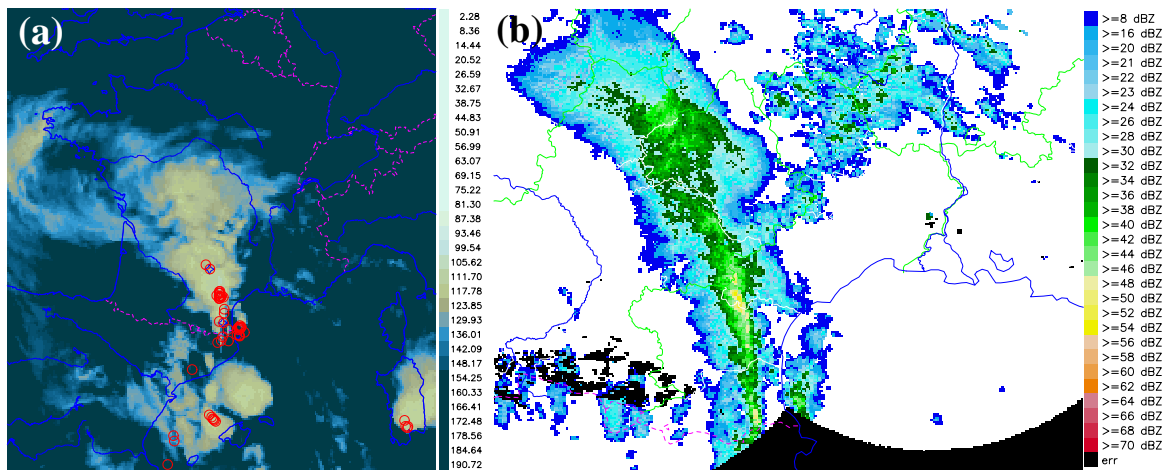 (a)
2.28
8.36
14.44
20.52
26.59
32.67
38.75
44.83
50.91
56.99
63.07
69.15
75.22
81.30
87.38
93.46
99.54
105.62
111.70
117.78
123.85
129.93
136.01
142.09
148.17
154.25
160.33
166.41
172.48
178.56
184.64
190.72
(b)
>=8 dBZ
>=16 dBZ
>=20 dBZ
>=21 dBZ
>=22 dBZ
>=23 dBZ
>=24 dBZ
>=26 dBZ
>=28 dBZ
>=30 dBZ
>=32 dBZ
>=34 dBZ
>=36 dBZ
>=38 dBZ
>=40 dBZ
>=42 dBZ
>=44 dBZ
>=46 dBZ
>=48 dBZ
>=50 dBZ
>=52 dBZ
>=54 dBZ
>=56 dBZ
>=58 dBZ
>=60 dBZ
>=62 dBZ
>=64 dBZ
>=66 dBZ
>=68 dBZ
>=70 dBZ
err